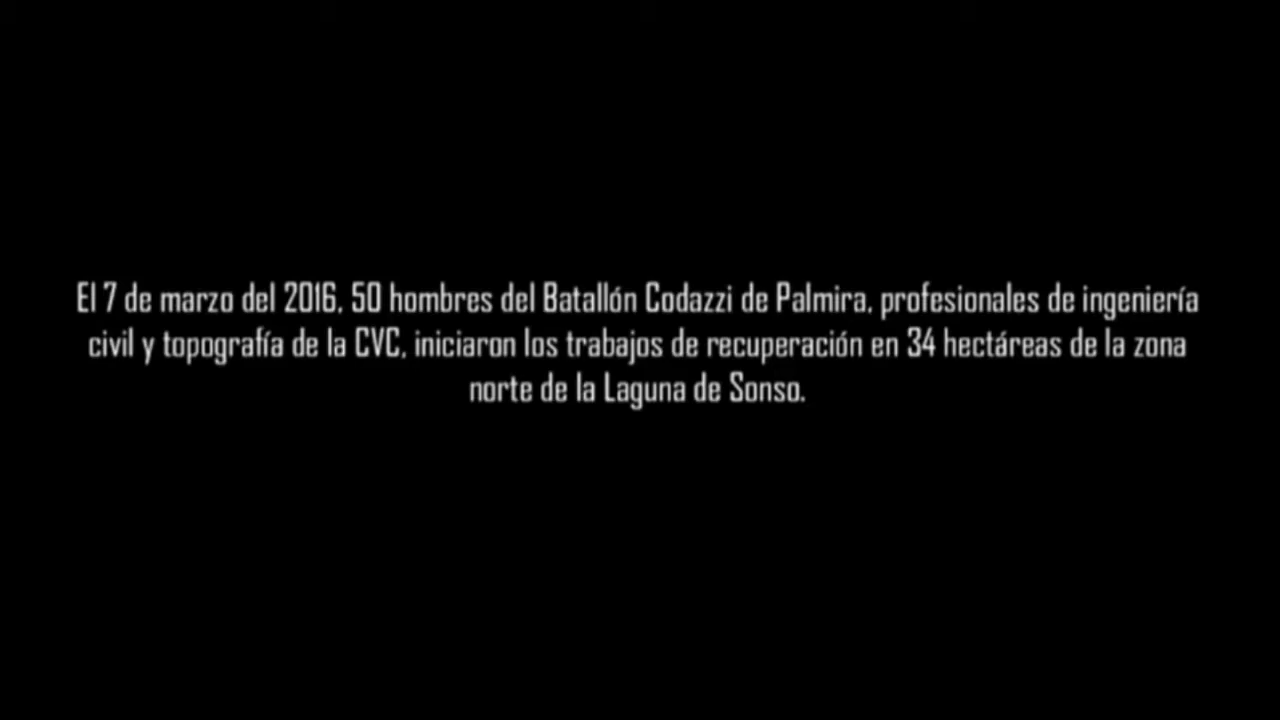 El 7 de marzo del 2016, 50 hombres del Batallón Codazzi de Palmira, profesionales de ingeniería
civil y topografía de la CVC, iniciaron los trabajos de recuperación en 34 hectáreas de la zona
norte de la Laguna de Sonso.